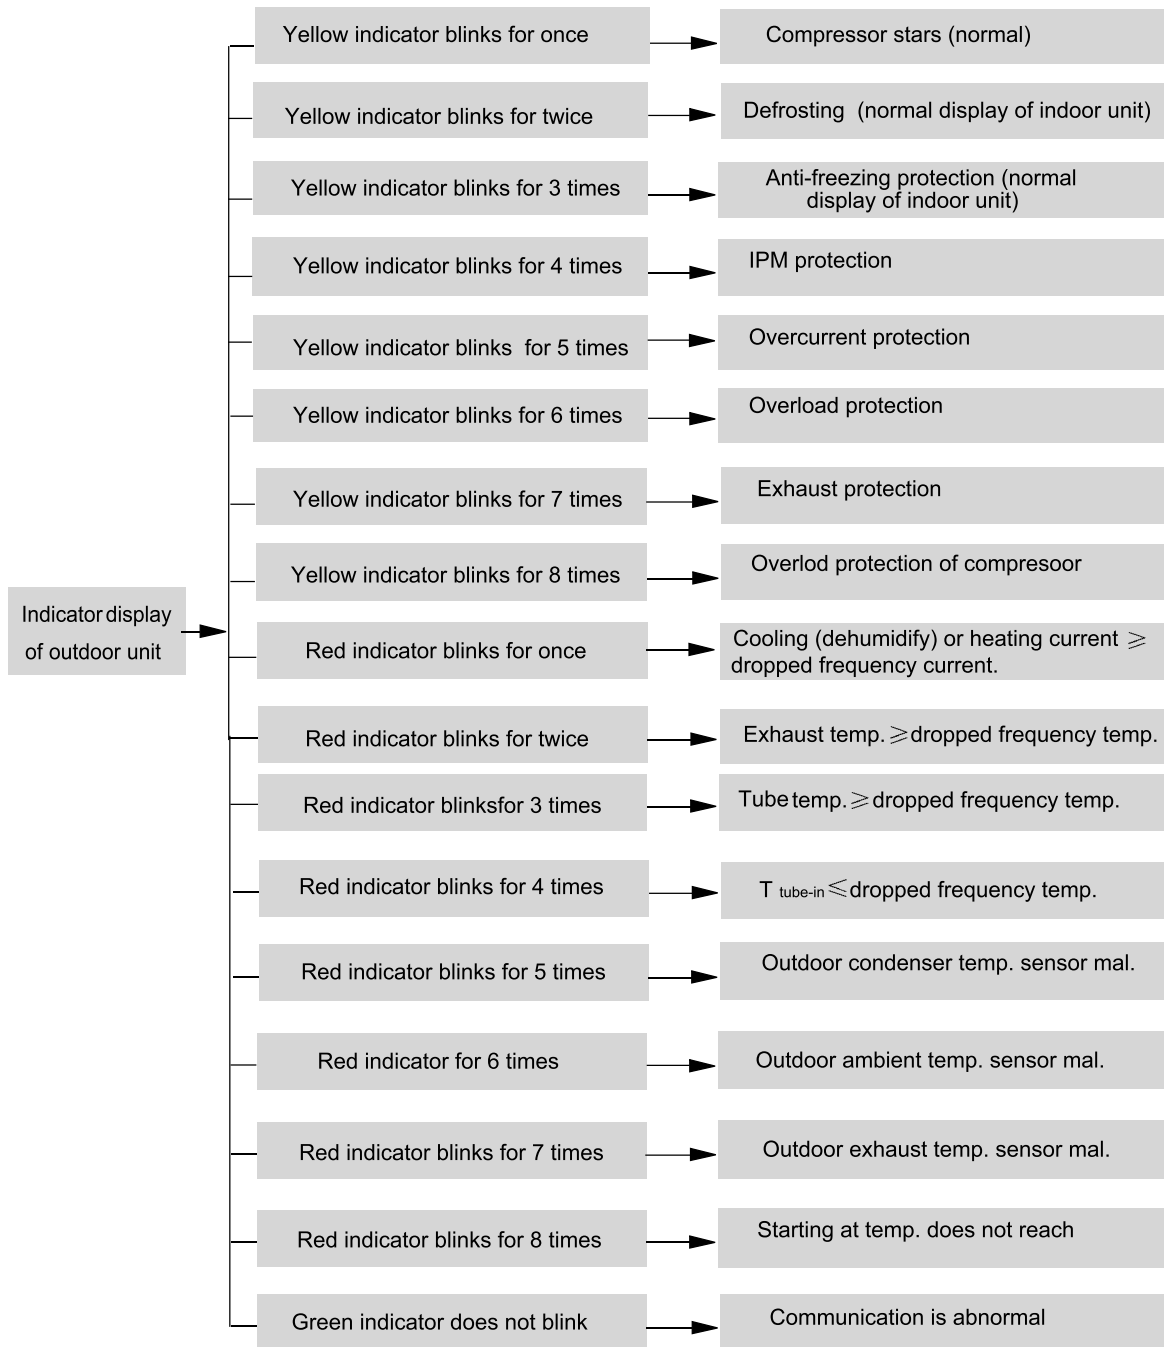 Yellow indicator blinks for once
Compressor stars (normal)
Yellow indicator blinks for twice
Defrosting (normal display of indoor unit)
Yellow indicator blinks for 3 times
Anti-freezing protection (normal
display of indoor unit)
Yellow indicator blinks for 4 times
IPM protection
Yellow indicator blinks for 5 times
Overcurrent protection
Yellow indicator blinks for 6 times
Overload protection
Yellow indicator blinks for 7 times
Exhaust protection
Yellow indicator blinks for 8 times
Overlod protection of compresoor
Indicator display
of outdoor unit
Red indicator blinks for once
Cooling (dehumidify) or heating current ≥
dropped frequency current.
Red indicator blinks for twice
Exhaust temp. ≥dropped frequency temp.
Red indicator blinksfor 3 times
Tube temp. ≥dropped frequency temp.
Red indicator blinks for 4 times
T tube-in ≤dropped frequency temp.
Red indicator blinks for 5 times
Outdoor condenser temp. sensor mal.
Red indicator for 6 times
Outdoor ambient temp. sensor mal.
Red indicator blinks for 7 times
Outdoor exhaust temp. sensor mal.
Red indicator blinks for 8 times
Starting at temp. does not reach
Green indicator does not blink
Communication is abnormal